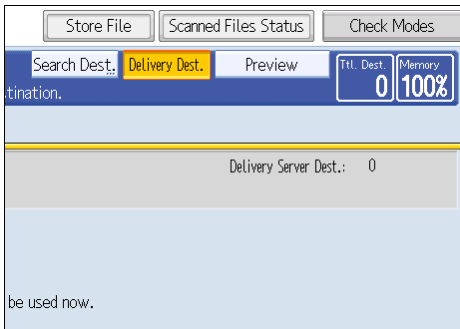 Store File Scanned Files Status Check Modes
Search Dest. Delivery Dest. Preview Ttl. Dest. 0 Memory 100%
tination.
Delivery Server Dest.: 0
be used now.